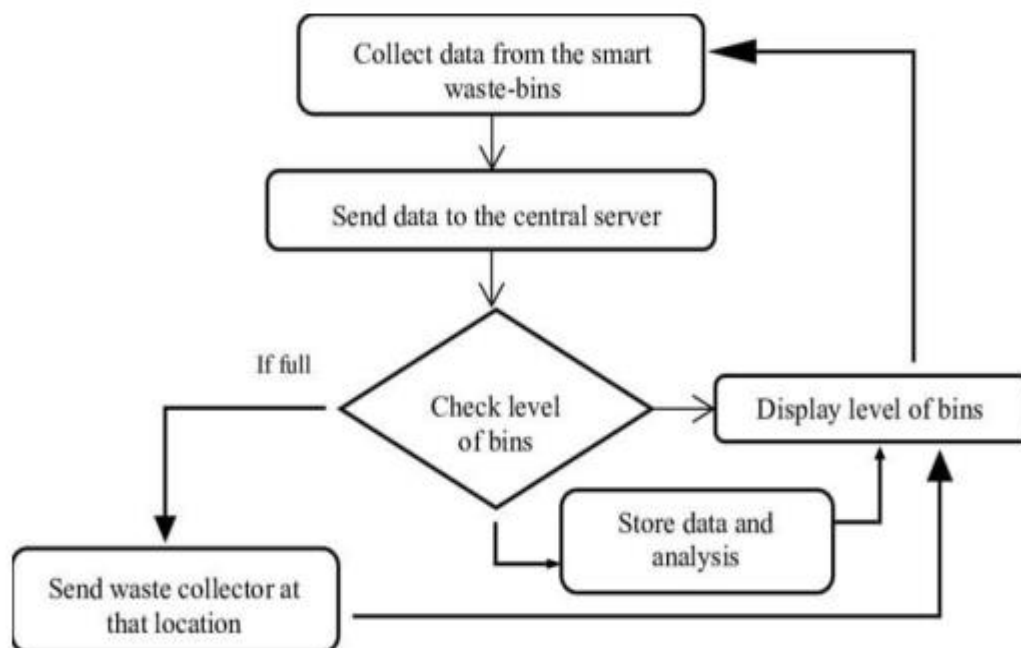 Collect data from the smart
waste-bins
Send data to the central server
If full
Check level
of bins
Display level of bins
Store data and
analysis
Send waste collector at
that location